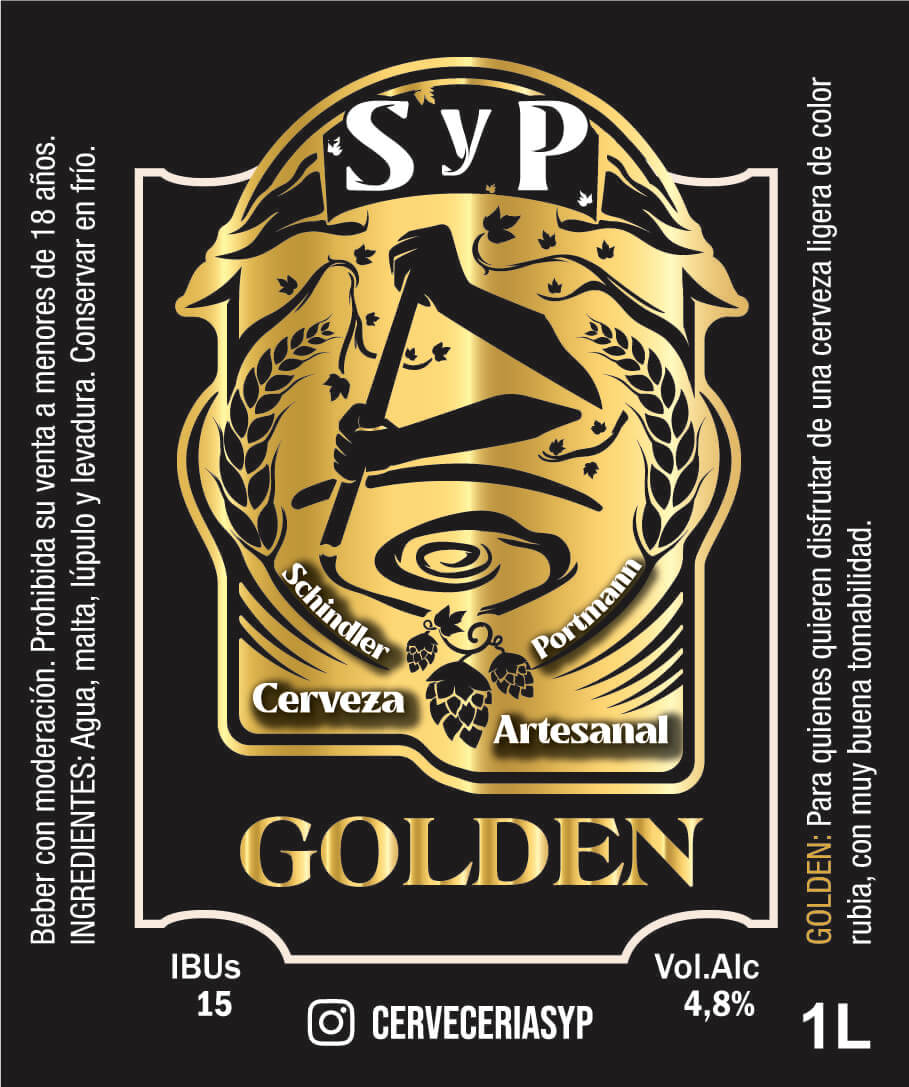 SyP
Schindler
Portmann
Cerveza
Artesanal
GOLDEN
Beber con moderación. Prohibida su venta a menores de 18 años.
INGREDIENTES: Agua, malta, lúpulo y levadura. Conservar en frío.
GOLDEN: Para quienes quieren disfrutar de una cerveza ligera de color
rubia, con muy buena tomabilidad.
IBUs
15
Vol.Alc
4,8%
CERVECERIASYP
1L